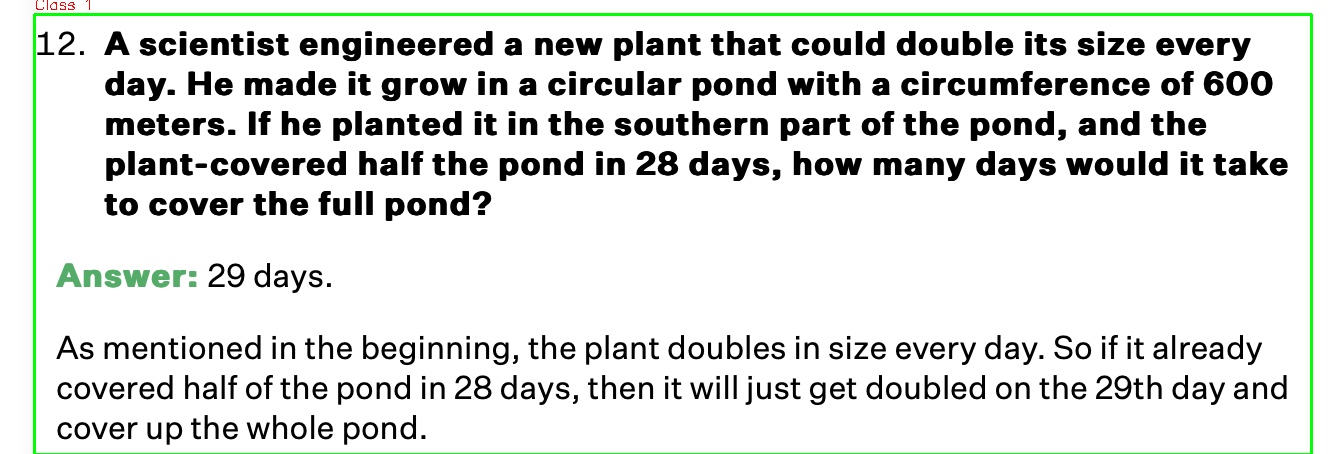 Class 1
12. A scientist engineered a new plant that could double its size every
day. He made it grow in a circular pond with a circumference of 600
meters. If he planted it in the southern part of the pond, and the
plant-covered half the pond in 28 days, how many days would it take
to cover the full pond?
Answer: 29 days.
As mentioned in the beginning, the plant doubles in size every day. So if it already
covered half of the pond in 28 days, then it will just get doubled on the 29th day and
cover up the whole pond.